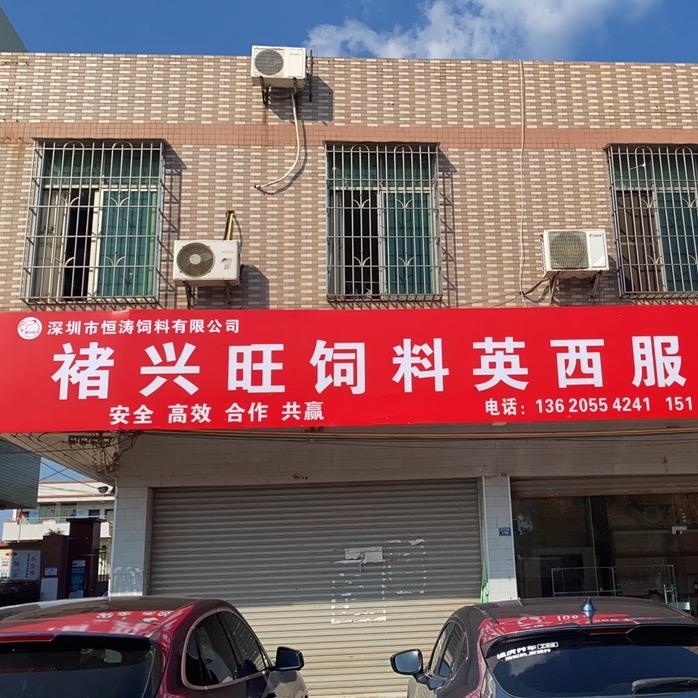 深圳市恒涛饲料有限公司
褚兴旺饲料英西服
安全 高效 合作 共赢
电话：136 2055 4241 151